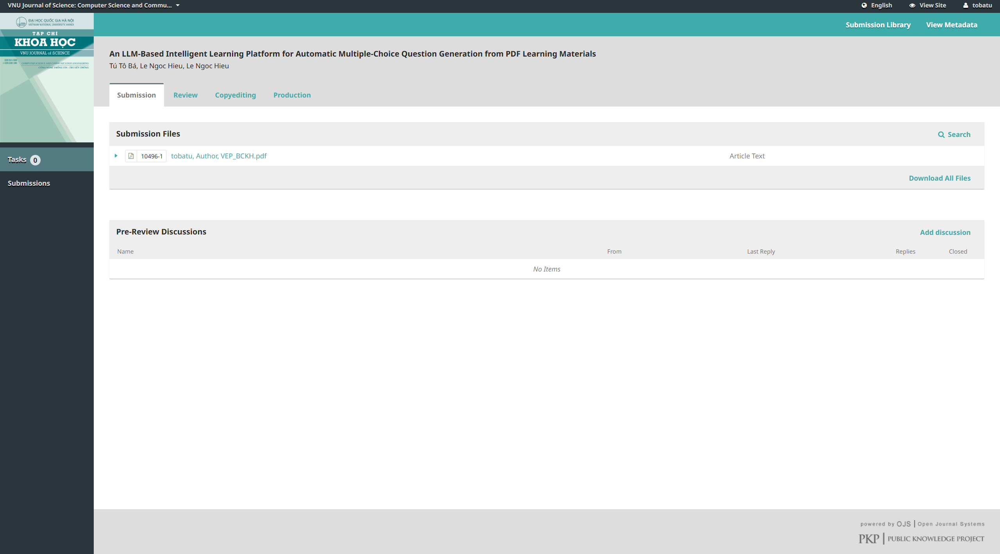 VNU Journal of Science: Computer Science and Commu...
English
View Site
tobatu
ĐẠI HỌC QUỐC GIA HÀ NỘI
VIETNAM NATIONAL UNIVERSITY, HANOI
TẠP CHÍ
KHOA HỌC
VNU JOURNAL of SCIENCE
COMPUTER SCIENCE AND COMMUNICATION ENGINEERING
CÔNG NGHỆ THÔNG TIN - TRUYỀN THÔNG
Tasks 0
Submissions
Submission Library
View Metadata
An LLM-Based Intelligent Learning Platform for Automatic Multiple-Choice Question Generation from PDF Learning Materials
Tú Tô Bá, Le Ngoc Hieu, Le Ngoc Hieu
Submission Review Copyediting Production
Submission Files
Search
10496-1 tobatu, Author, VEP_BCKH.pdf Article Text
Download All Files
Pre-Review Discussions
Add discussion
Name From Last Reply Replies Closed
No Items
powered by OJS | Open Journal Systems
PKP | PUBLIC KNOWLEDGE PROJECT